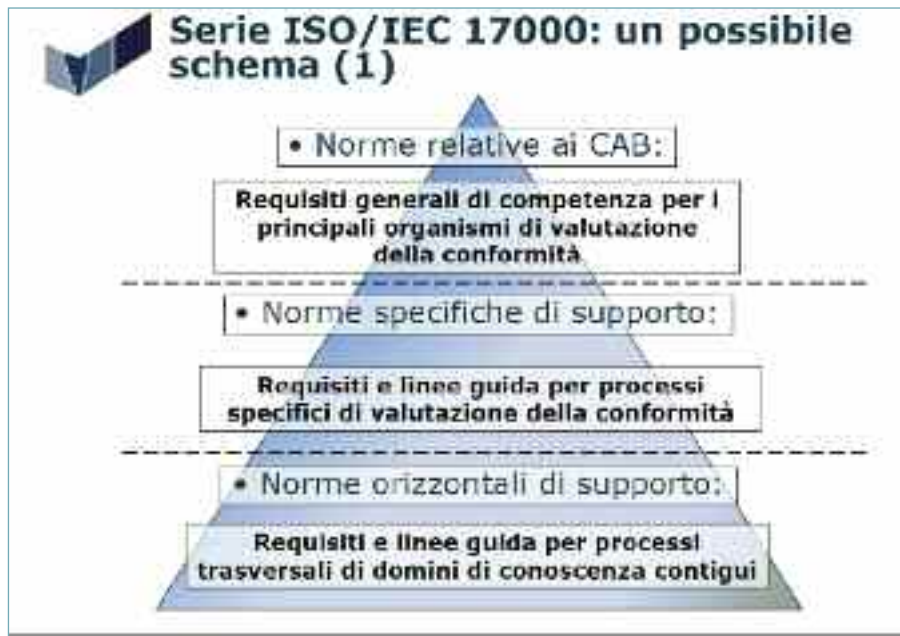 Serie ISO/IEC 17000: un possibile
schema (1)
• Norme relative ai CAB:
Requisiti generali di competenza per i
principali organismi di valutazione
della conformità
• Norme specifiche di supporto:
Requisiti e linee guida per processi
specifici di valutazione della conformità
• Norme orizzontali di supporto:
Requisiti e linee guida per processi
trasversali di domini di conoscenza contigui